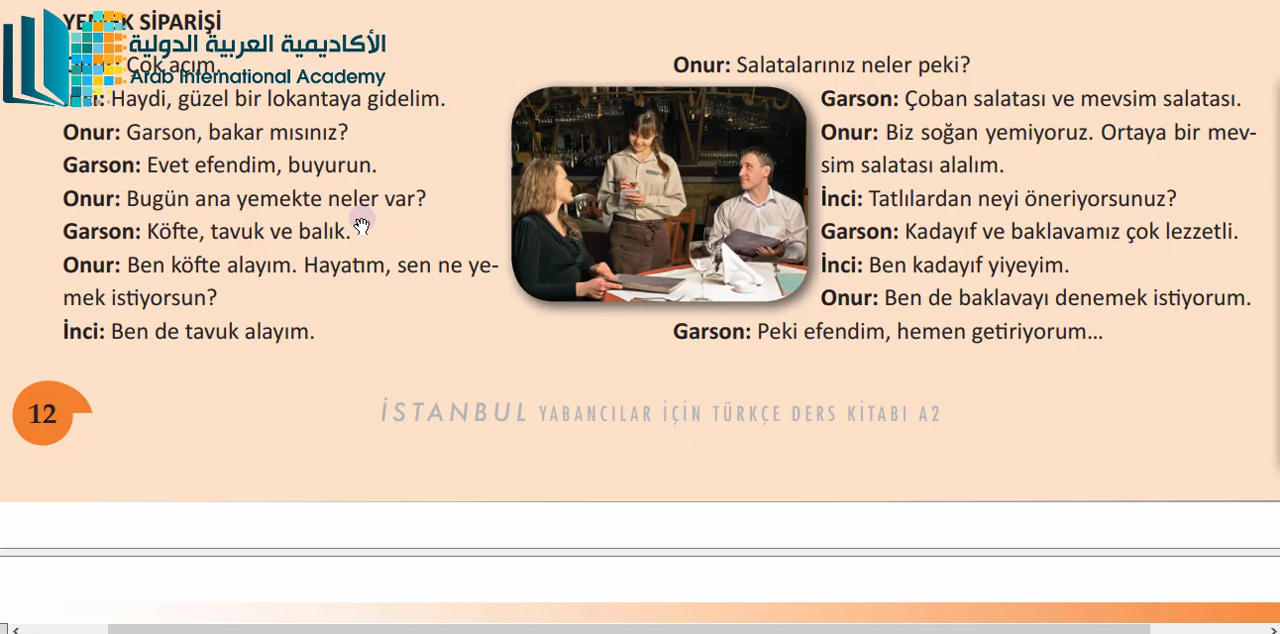 YEMEK SİPARİŞİ
الأكاديمية العربية الدولية
Arab International Academy
Çok açım.
Haydi, güzel bir lokantaya gidelim.
Onur: Garson, bakar mısınız?
Garson: Evet efendim, buyurun.
Onur: Bugün ana yemekte neler var?
Garson: Köfte, tavuk ve balık.
Onur: Ben köfte alayım. Hayatım, sen ne ye-
mek istiyorsun?
İnci: Ben de tavuk alayım.
Onur: Salatalarınız neler peki?
Garson: Çoban salatası ve mevsim salatası.
Onur: Biz soğan yemiyoruz. Ortaya bir mev-
sim salatası alalım.
İnci: Tatlılardan neyi öneriyorsunuz?
Garson: Kadayıf ve baklavamız çok lezzetli.
İnci: Ben kadayıf yiyeyim.
Onur: Ben de baklavayı denemek istiyorum.
Garson: Peki efendim, hemen getiriyorum...
12
İSTANBUL YABANCILAR İÇİN TÜRKÇE DERS KİTABI A2